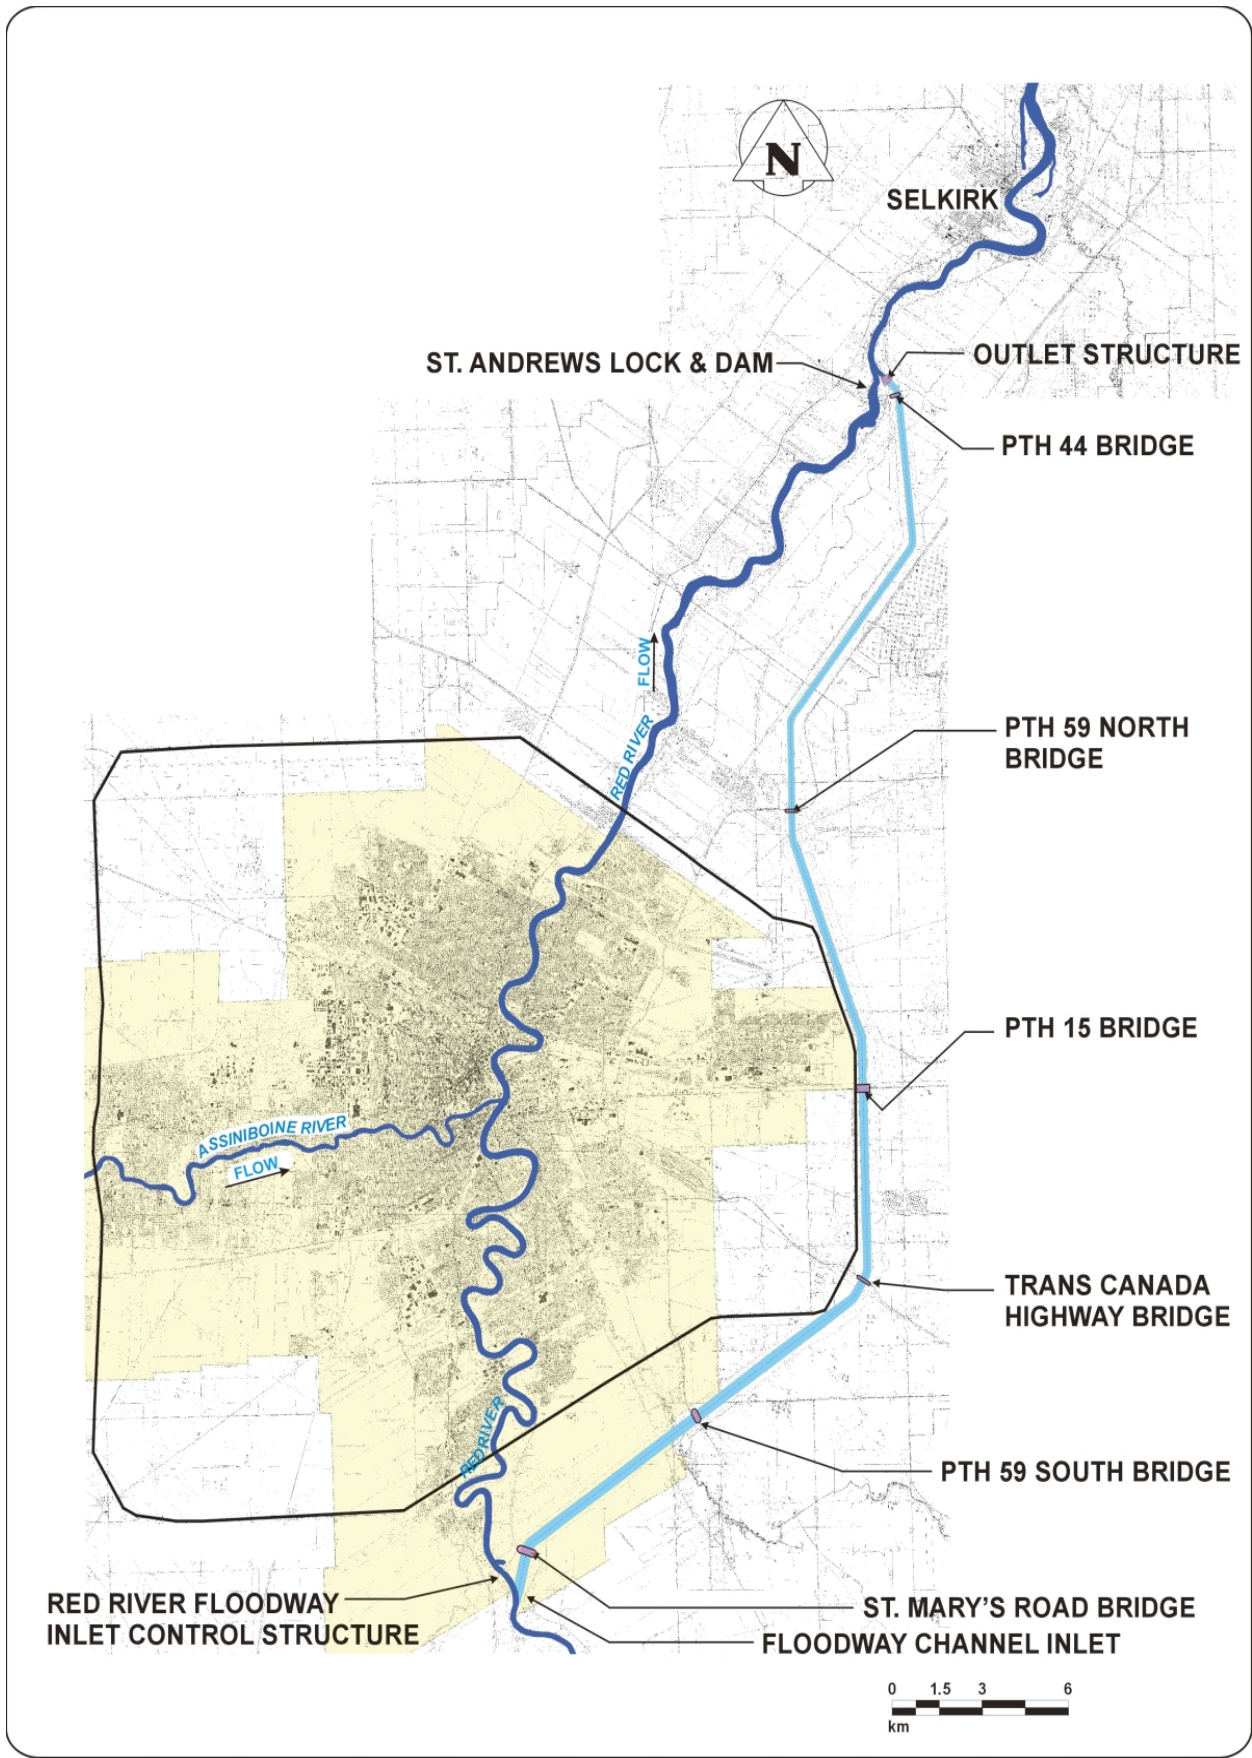 N
SELKIRK
OUTLET STRUCTURE
ST. ANDREWS LOCK & DAM
PTH 44 BRIDGE
FLOW
RED RIVER
PTH 59 NORTH
BRIDGE
PTH 15 BRIDGE
ASSINIBOINE RIVER
FLOW
TRANS CANADA
HIGHWAY BRIDGE
RED RIVER
PTH 59 SOUTH BRIDGE
RED RIVER FLOODWAY
INLET CONTROL STRUCTURE
ST. MARY'S ROAD BRIDGE
FLOODWAY CHANNEL INLET
0 1.5 3 6
km